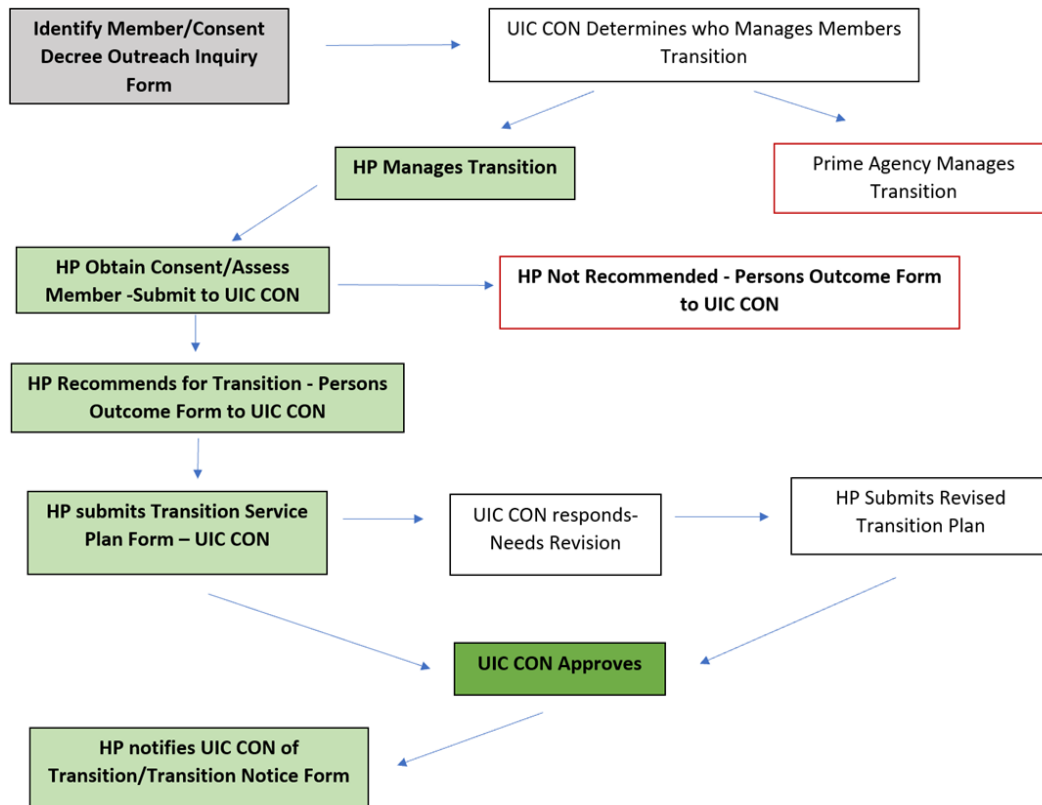 Identify Member/Consent
Decree Outreach Inquiry
Form
UIC CON Determines who Manages Members
Transition
HP Manages Transition
Prime Agency Manages
Transition
HP Obtain Consent/Assess
Member -Submit to UIC CON
HP Not Recommended - Persons Outcome Form
to UIC CON
HP Recommends for Transition - Persons
Outcome Form to UIC CON
HP submits Transition Service
Plan Form – UIC CON
UIC CON responds-
Needs Revision
HP Submits Revised
Transition Plan
UIC CON Approves
HP notifies UIC CON of
Transition/Transition Notice Form